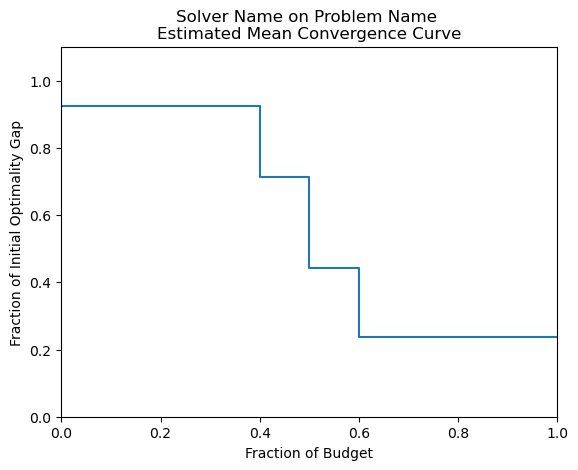 Solver Name on Problem Name
Estimated Mean Convergence Curve
Fraction of Initial Optimality Gap
1.0
0.8
0.6
0.4
0.2
0.0
0.0 0.2 0.4 0.6 0.8 1.0
Fraction of Budget